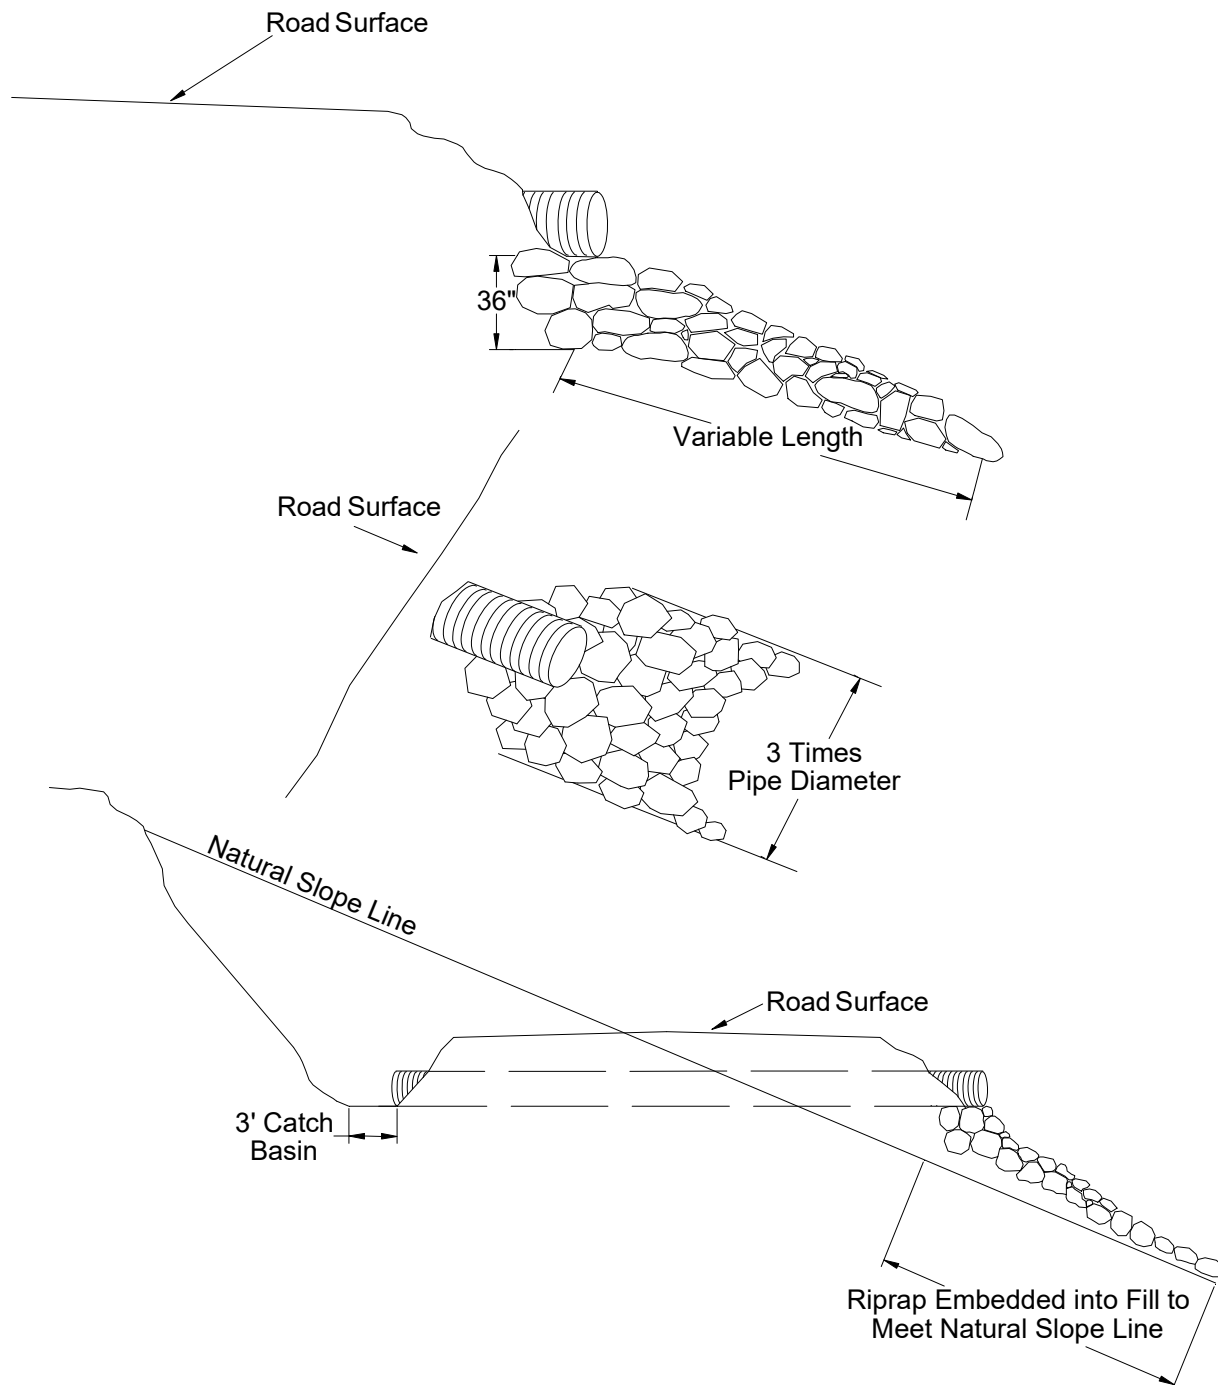 Road Surface
36"
Variable Length
Road Surface
3 Times
Pipe Diameter
Natural Slope Line
Road Surface
3' Catch
Basin
Riprap Embedded into Fill to
Meet Natural Slope Line